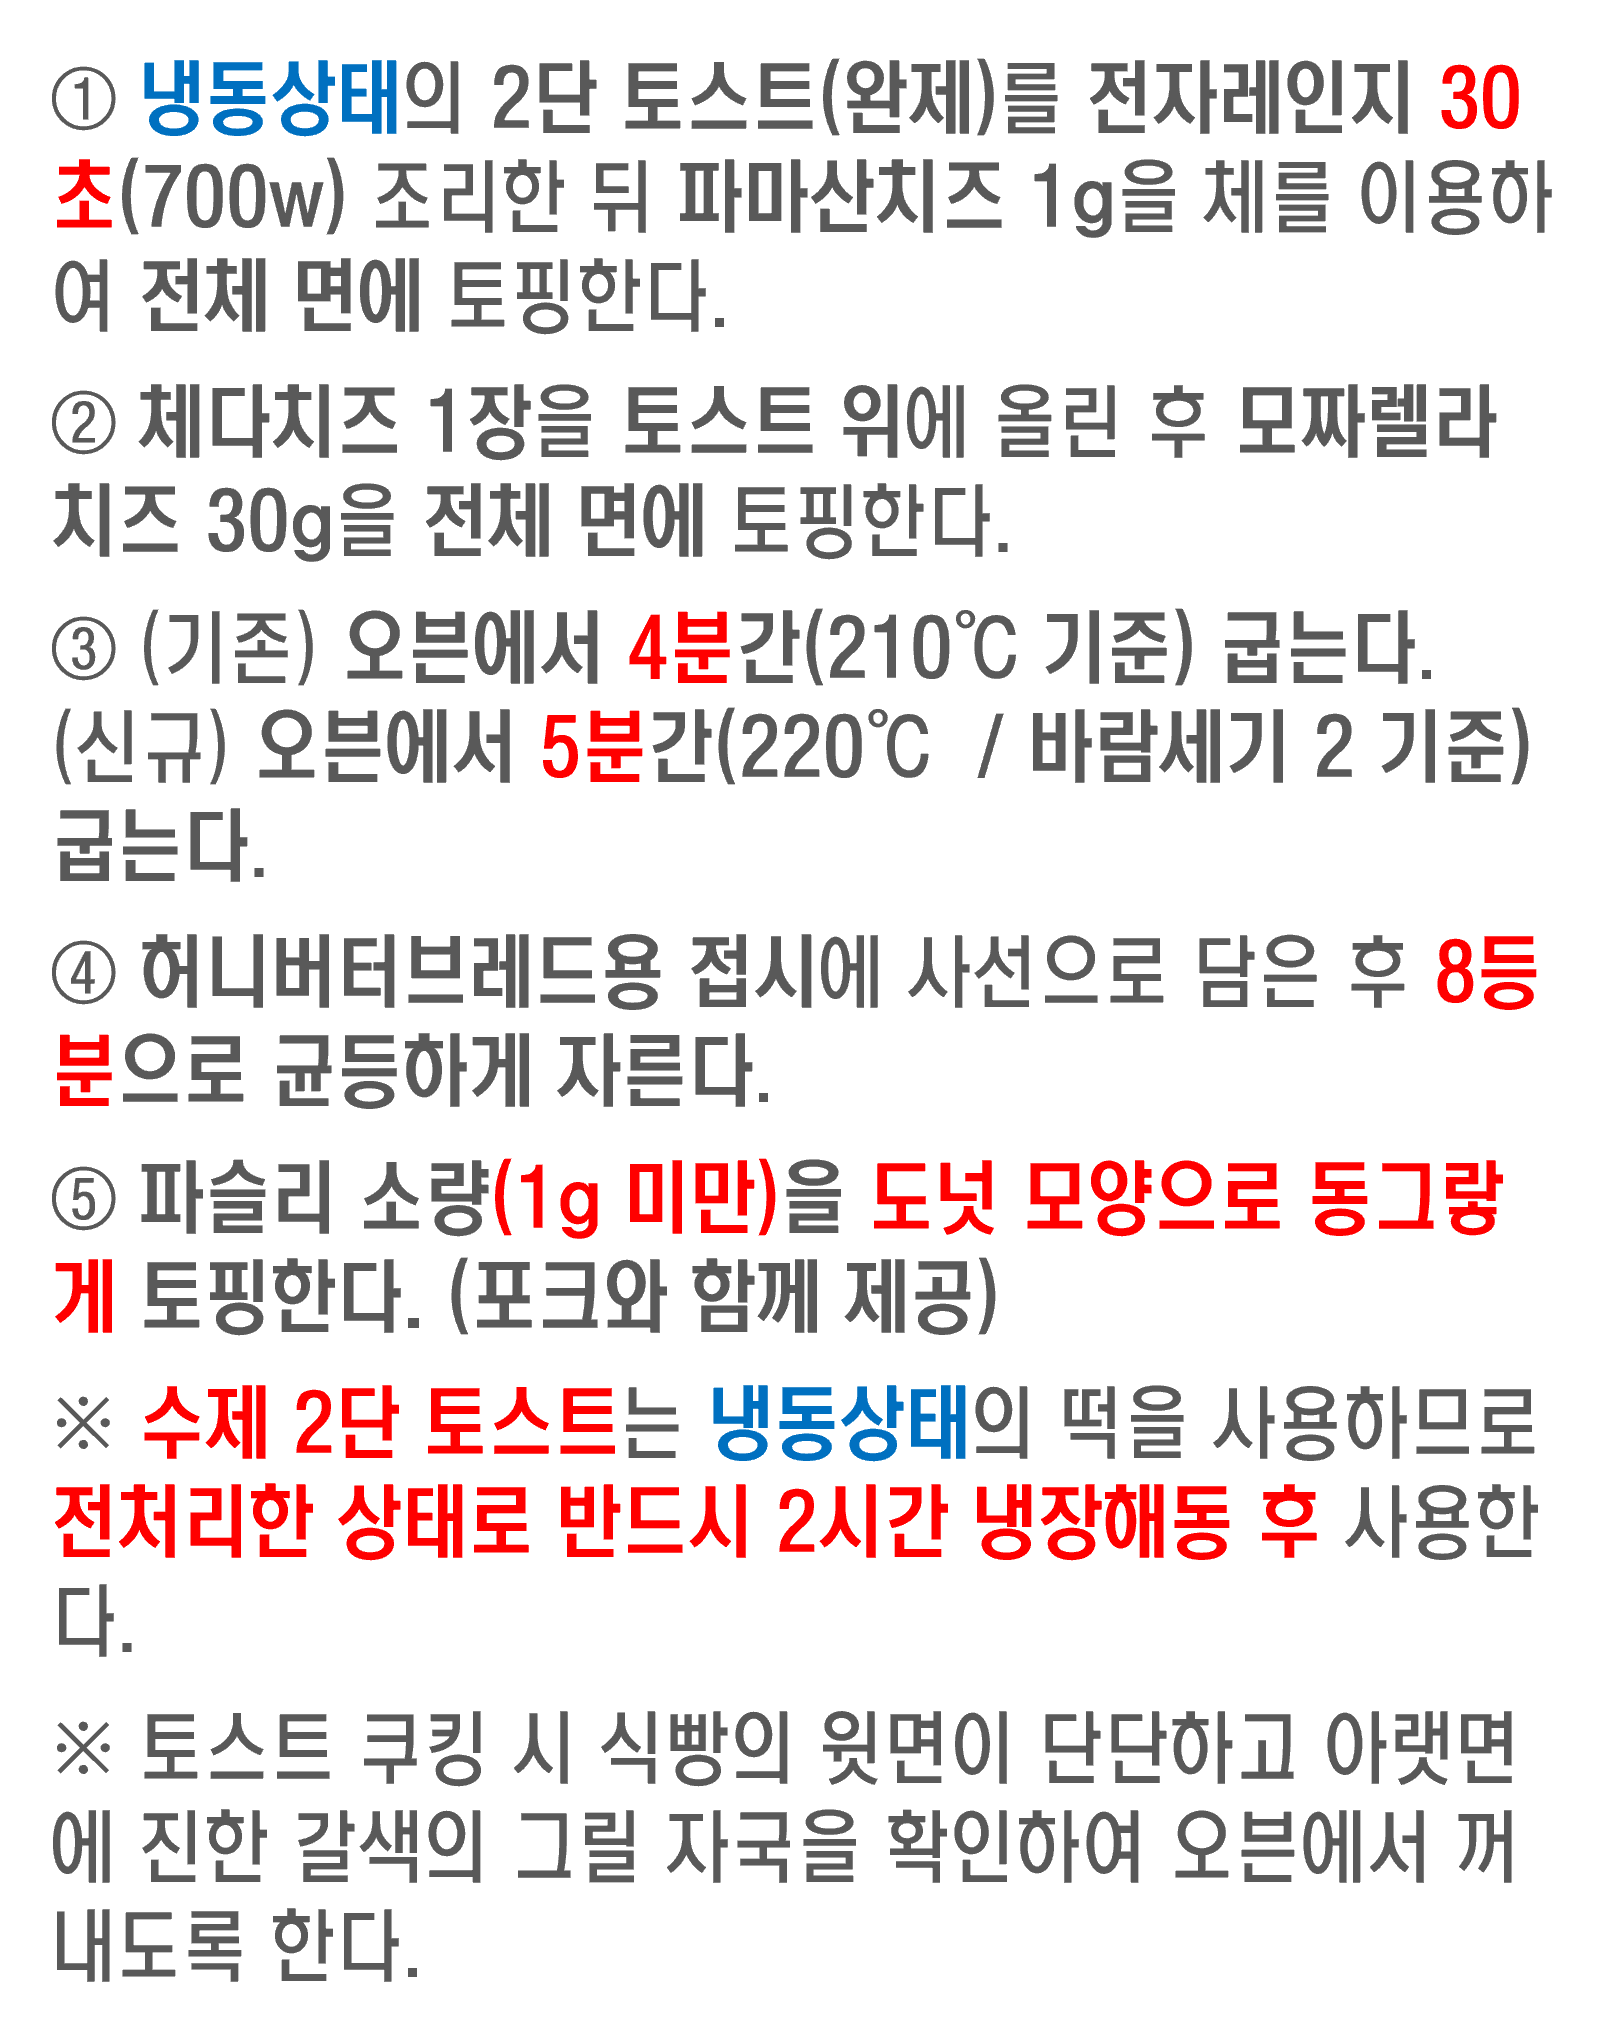 ① 냉동상태의 2단 토스트(완제)를 전자레인지 30
초(700w) 조리한 뒤 파마산치즈 1g을 체를 이용하
여 전체 면에 토핑한다.
② 체다치즈 1장을 토스트 위에 올린 후 모짜렐라
치즈 30g을 전체 면에 토핑한다.
③ (기존) 오븐에서 4분간(210℃ 기준) 굽는다.
(신규) 오븐에서 5분간(220℃ / 바람세기 2 기준)
굽는다.
④ 허니버터브레드용 접시에 사선으로 담은 후 8등
분으로 균등하게 자른다.
⑤ 파슬리 소량(1g 미만)을 도넛 모양으로 동그랗
게 토핑한다. (포크와 함께 제공)
※ 수제 2단 토스트는 냉동상태의 떡을 사용하므로
전처리한 상태로 반드시 2시간 냉장해동 후 사용한
다.
※ 토스트 쿠킹 시 식빵의 윗면이 단단하고 아랫면
에 진한 갈색의 그릴 자국을 확인하여 오븐에서 꺼
내도록 한다.